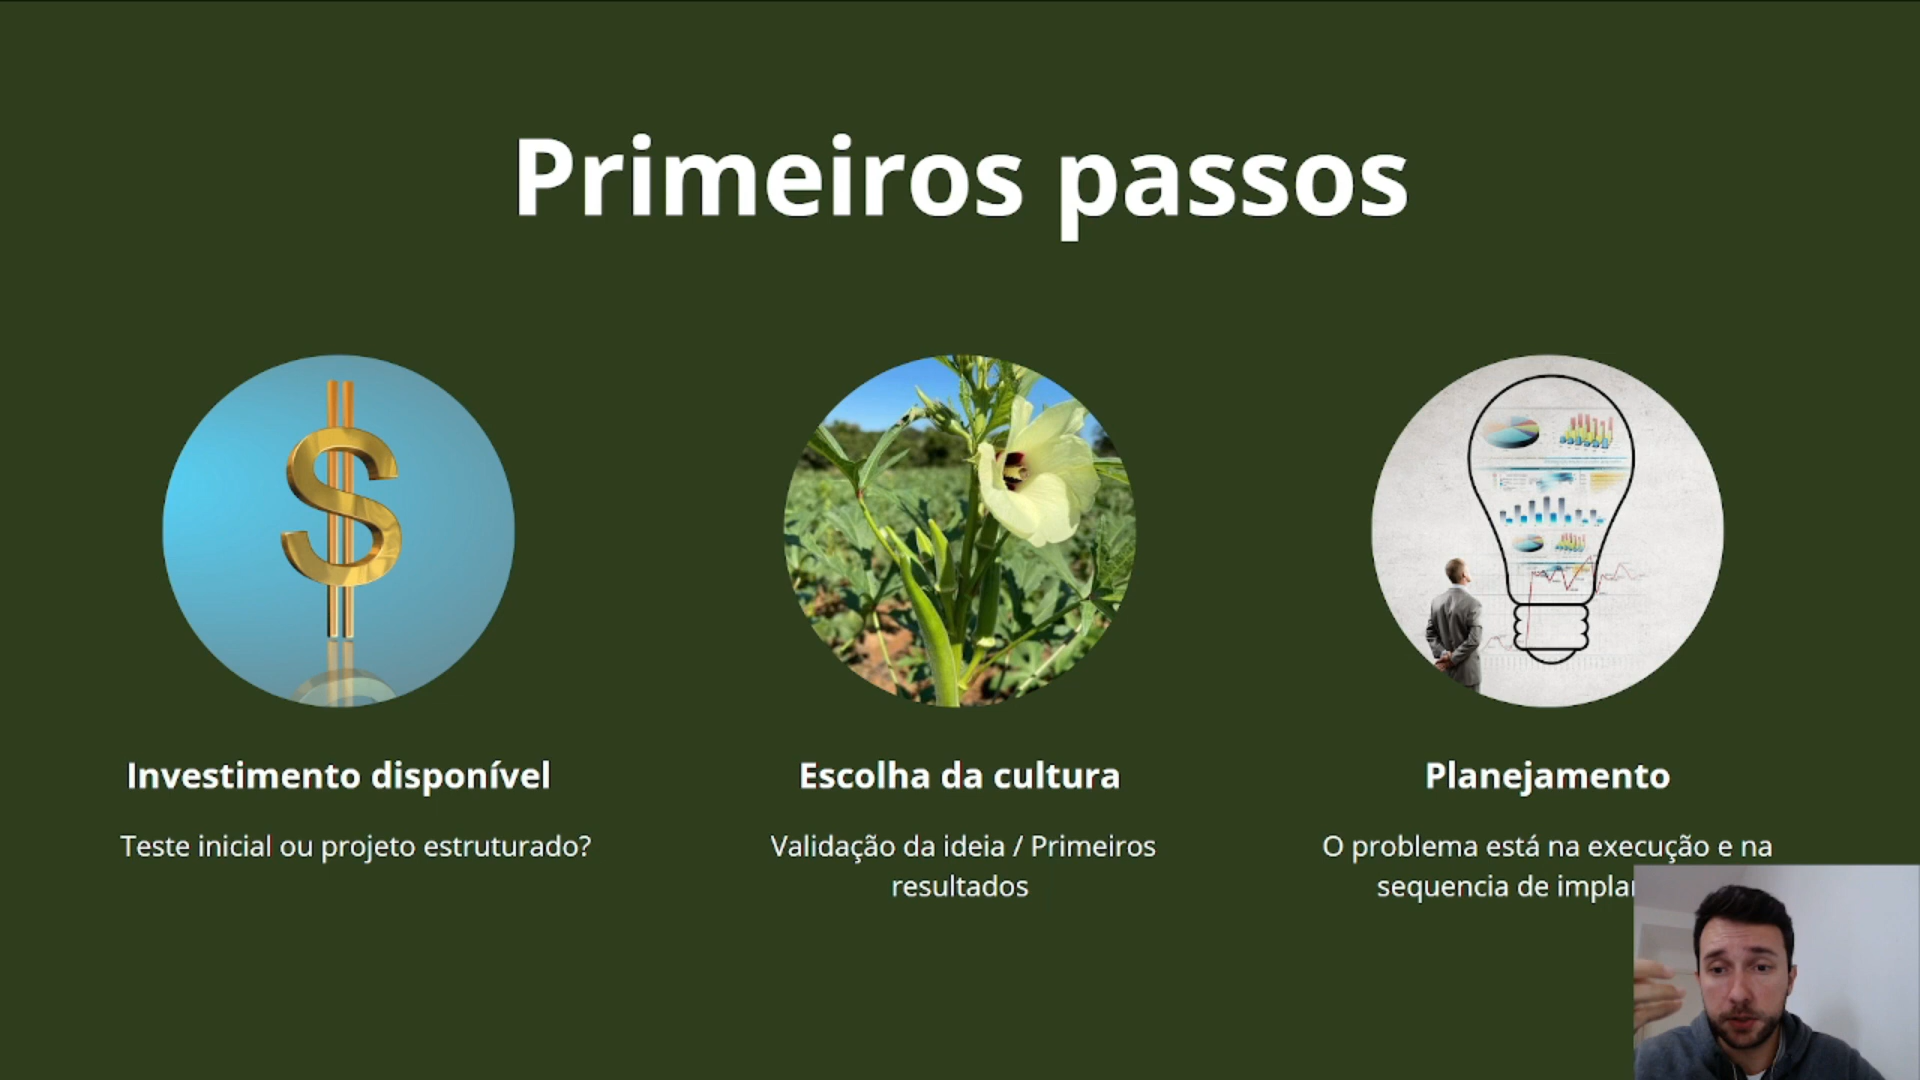 Primeiros passos
Investimento disponível
Teste inicial ou projeto estruturado?
Escolha da cultura
Validação da ideia / Primeiros
resultados
Planejamento
O problema está na execução e na
sequencia de